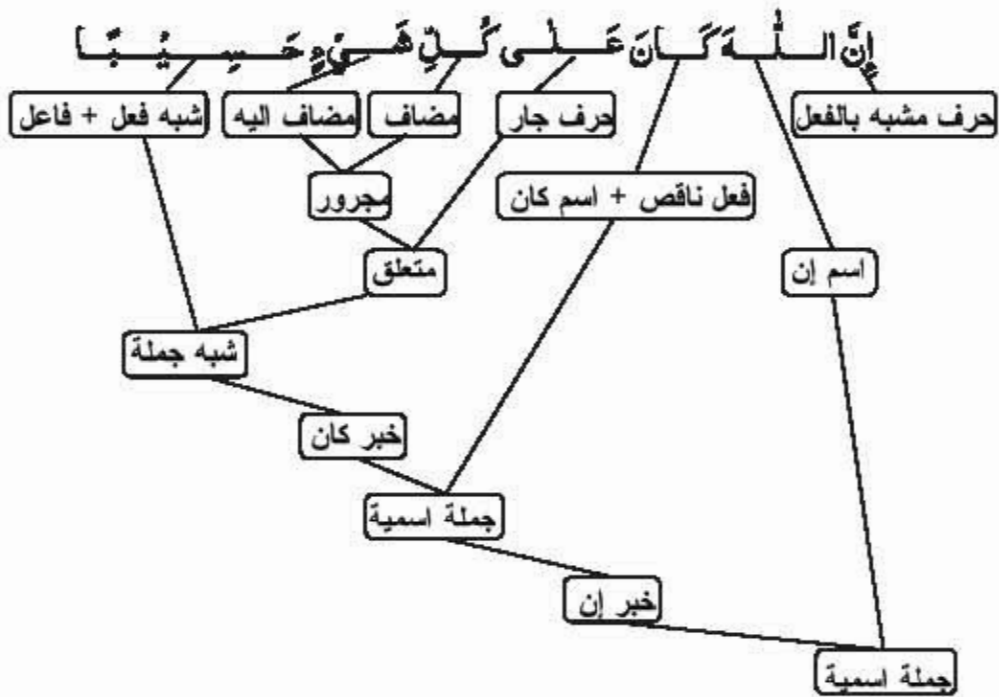 إِنَّ اللّٰهَ كَانَ عَلٰى كُلِّ شَيْءٍ حَسِيْبًا
حرف مشبه بالفعل
حرف جار
مضاف
مضاف اليه
شبه فعل + فاعل
فعل ناقص + اسم كان
مجرور
اسم إن
متعلق
شبه جملة
خبر كان
جملة اسمية
خبر إن
جملة اسمية